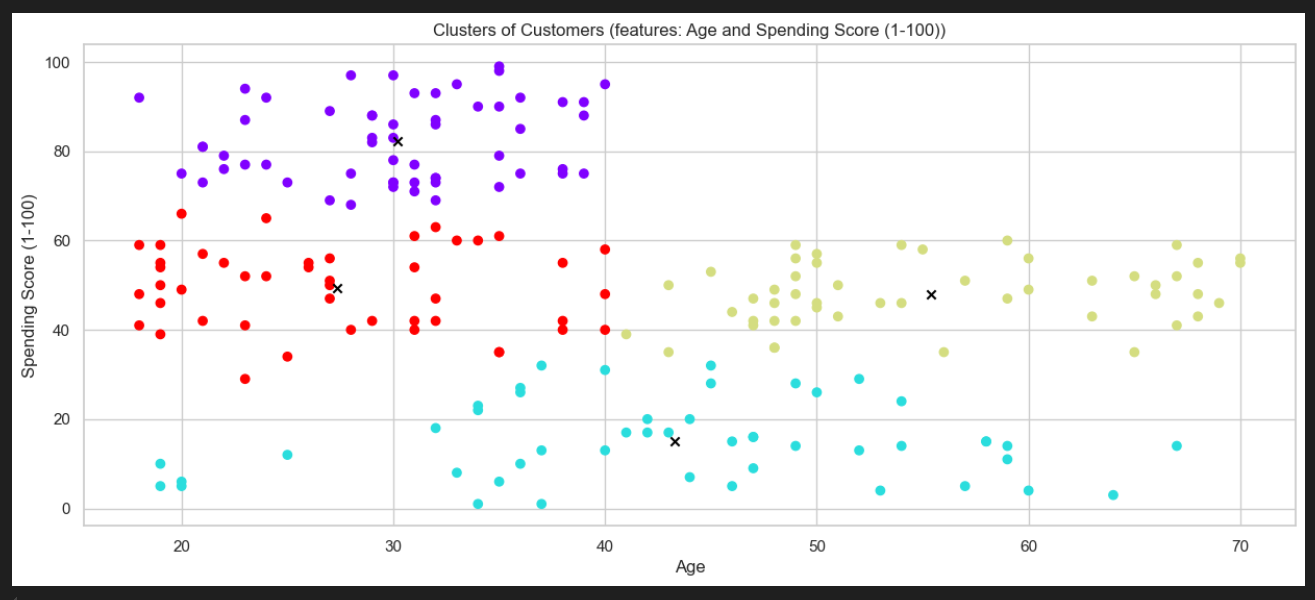 Clusters of Customers (features: Age and Spending Score (1-100))
Spending Score (1-100)
100
80
60
40
20
0
20 30 40 50 60 70
Age